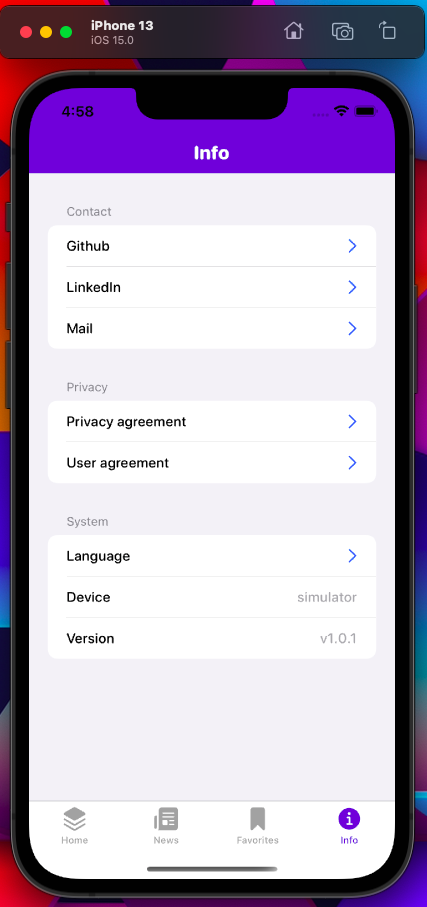 iPhone 13
iOS 15.0
4:58
Info
Contact
Github
LinkedIn
Mail
Privacy
Privacy agreement
User agreement
System
Language
Device simulator
Version v1.0.1
Home News Favorites Info